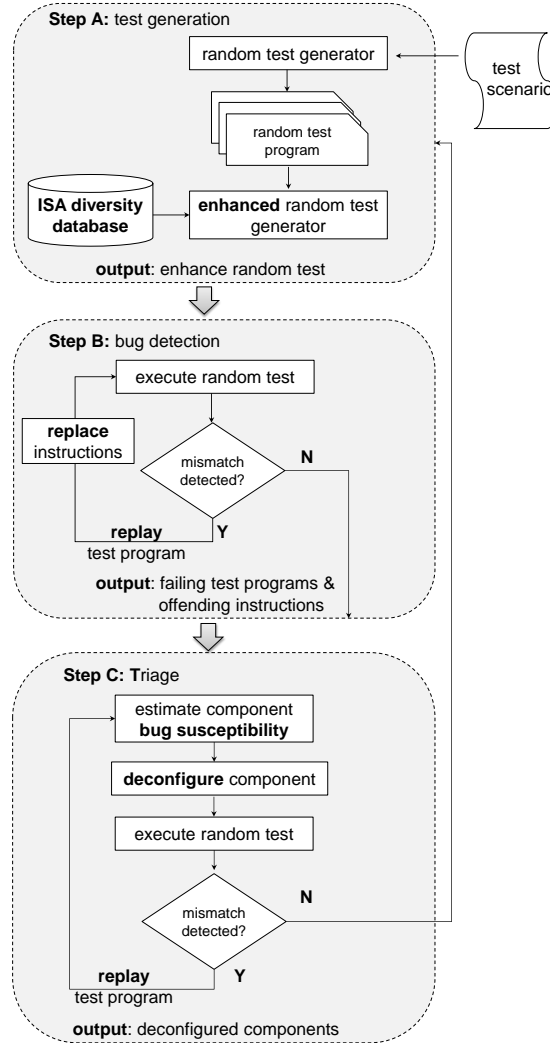 Step A: test generation
random test generator
test
scenario
random test
program
ISA diversity
database
enhanced random test
generator
output: enhance random test
Step B: bug detection
execute random test
replace
instructions
mismatch
detected?
N
Y
replay
test program
output: failing test programs &
offending instructions
Step C: Triage
estimate component
bug susceptibility
deconfigure component
execute random test
mismatch
detected?
N
Y
replay
test program
output: deconfigured components